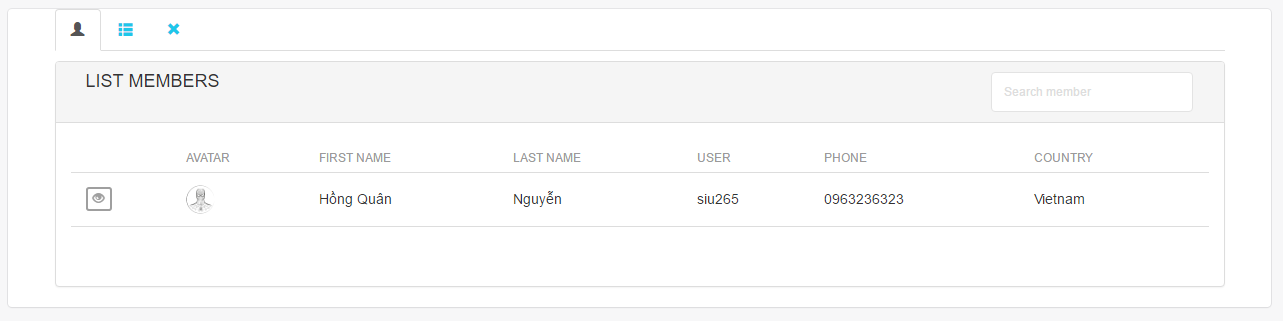 LIST MEMBERS
Search member
AVATAR FIRST NAME LAST NAME USER PHONE COUNTRY
Hồng Quân Nguyễn siu265 0963236323 Vietnam